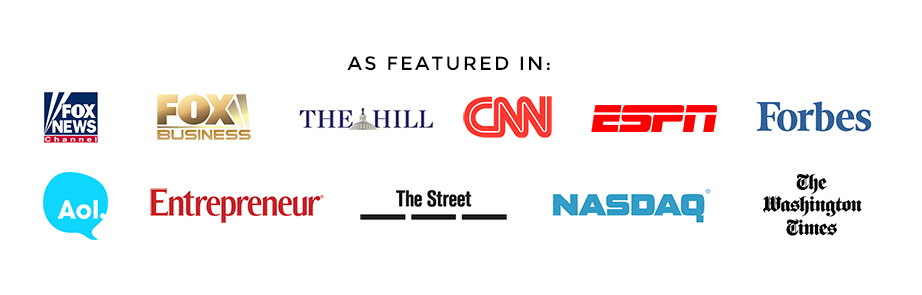 AS FEATURED IN:
FOX
NEWS
Channel
FOX
BUSINESS
THE HILL
CNN
ESPN
Forbes
Aol.
Entrepreneur®
The Street
NASDAQ®
The
Washington
Times